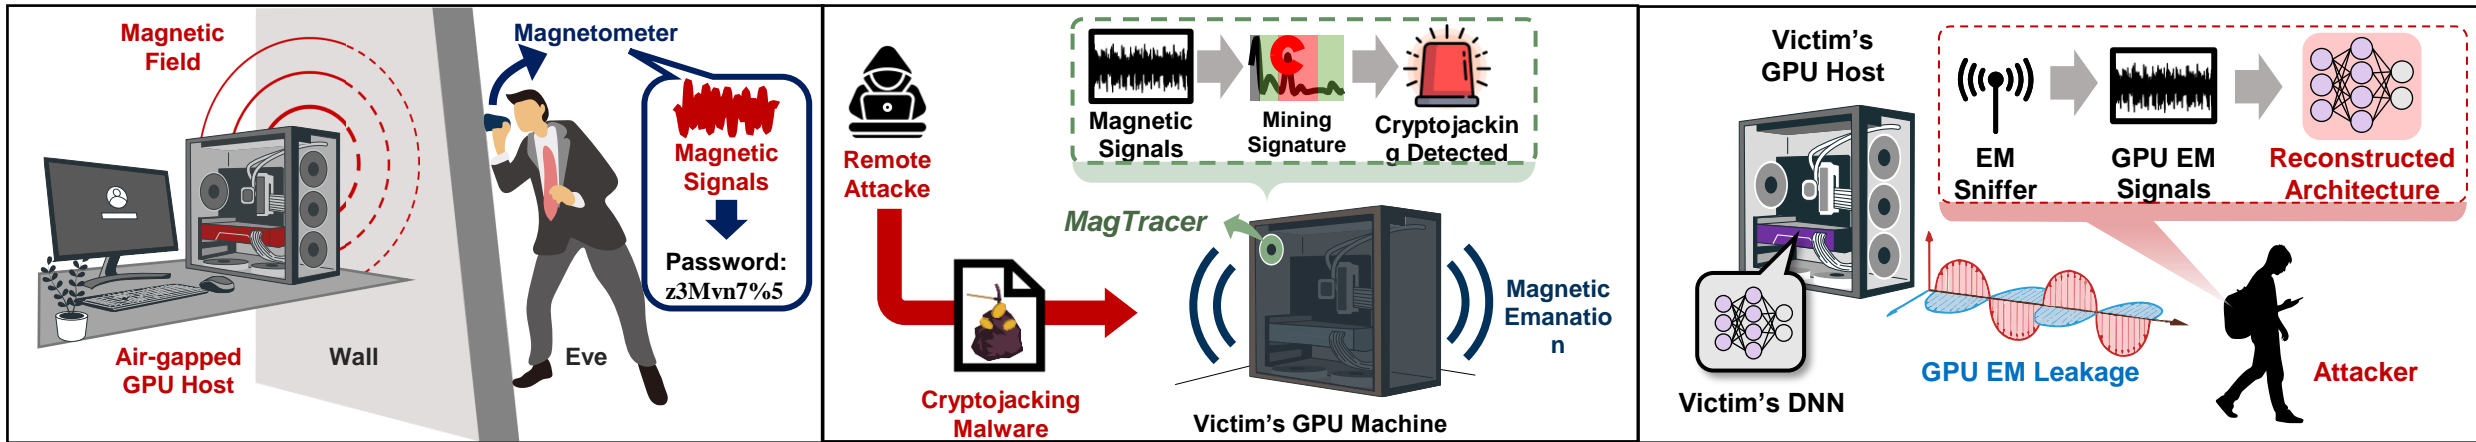 Magnetic
Field
Magnetometer
Magnetic
Signals
Password:
z3Mvn7%5
Air-gapped
GPU Host
Wall
Eve
Remote
Attacke
Magnetic
Signals
Mining
Signature
Cryptojackin
g Detected
MagTracer
Magnetic
Emanatio
n
Cryptojacking
Malware
Victim's GPU Machine
Victim's
GPU Host
EM
Sniffer
GPU EM
Signals
Reconstructed
Architecture
Victim's DNN
GPU EM Leakage
Attacker